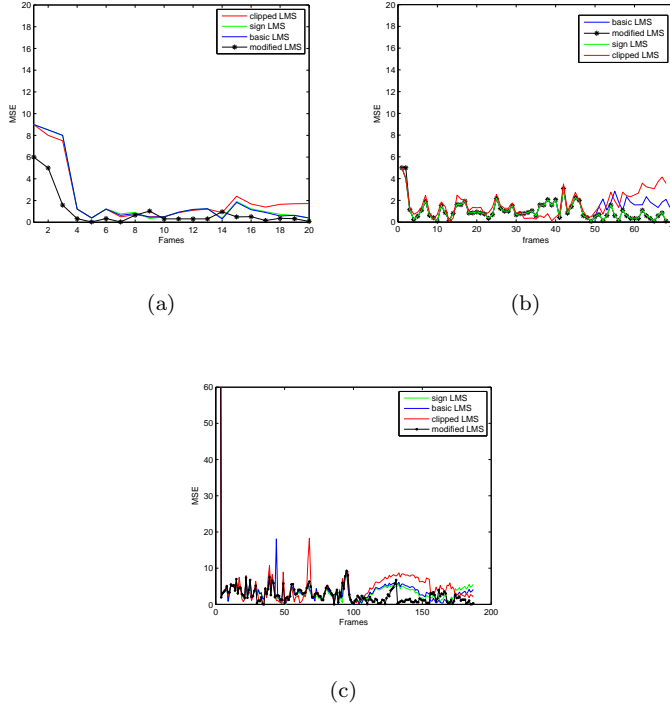 20
18
16
14
12
10
8
6
4
2
0
MSE
2 4 6 8 10 12 14 16 18 20
Fames
clipped LMS
sign LMS
basic LMS
modified LMS
(a)
20
18
16
14
12
10
8
6
4
2
0
MSE
0 10 20 30 40 50 60
frames
basic LMS
modified LMS
sign LMS
clipped LMS
(b)
60
50
40
30
20
10
0
MSE
0 50 100 150 200
Frames
sign LMS
basic LMS
clipped LMS
modified LMS
(c)